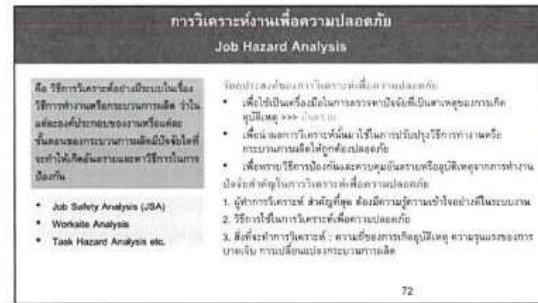 การวิเคราะห์งานเพื่อความปลอดภัย
Job Hazard Analysis
คือ วิธีการวิเคราะห์อย่างมีระบบในเรื่อง
วิธีการทำงานหรือกระบวนการผลิต ว่าใน
แต่ละองค์ประกอบของงานหรือแต่ละ
ขั้นตอนของกระบวนการผลิตมีปัจจัยใดที่
จะทำให้เกิดอันตรายและหาวิธีการในการ
ป้องกัน
• Job Safety Analysis (JSA)
• Worksite Analysis
• Task Hazard Analysis etc.
วัตถุประสงค์ของการวิเคราะห์เพื่อความปลอดภัย
• เพื่อใช้เป็นเครื่องมือในการตรวจหาปัจจัยที่เป็นสาเหตุของการเกิด
อุบัติเหตุ >>> อันตราย
• เพื่อนำผลการวิเคราะห์นั้นมาใช้ในการปรับปรุงวิธีการทำงานหรือ
กระบวนการผลิตให้ถูกต้องปลอดภัย
• เพื่อทราบวิธีการป้องกันและควบคุมอันตรายหรืออุบัติเหตุจากการทำงาน
ปัจจัยสำคัญในการวิเคราะห์เพื่อความปลอดภัย
1. ผู้ทำการวิเคราะห์ สำคัญที่สุด ต้องมีความรู้ความเข้าใจอย่างดีในระบบงาน
2. วิธีการใช้ในการวิเคราะห์เพื่อความปลอดภัย
3. สิ่งที่จะทำการวิเคราะห์ : ความถี่ของการเกิดอุบัติเหตุ ความรุนแรงของการ
บาดเจ็บ การเปลี่ยนแปลงกระบวนการผลิต
72